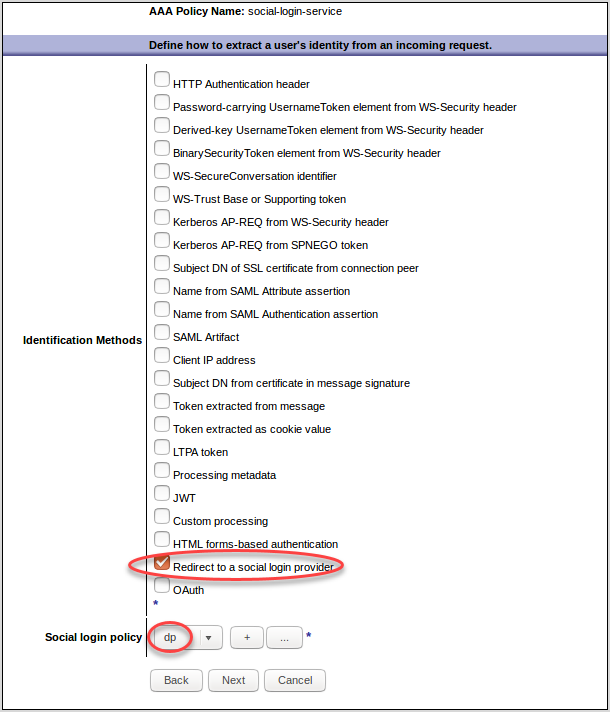 AAA Policy Name: social-login-service
Define how to extract a user's identity from an incoming request.
HTTP Authentication header
Password-carrying UsernameToken element from WS-Security header
Derived-key UsernameToken element from WS-Security header
BinarySecurityToken element from WS-Security header
WS-SecureConversation identifier
WS-Trust Base or Supporting token
Kerberos AP-REQ from WS-Security header
Kerberos AP-REQ from SPNEGO token
Subject DN of SSL certificate from connection peer
Name from SAML Attribute assertion
Name from SAML Authentication assertion
Identification Methods
SAML Artifact
Client IP address
Subject DN from certificate in message signature
Token extracted from message
Token extracted as cookie value
LTPA token
Processing metadata
JWT
Custom processing
HTML forms-based authentication
Redirect to a social login provider
OAuth
*
Social login policy dp + ... *
Back Next Cancel